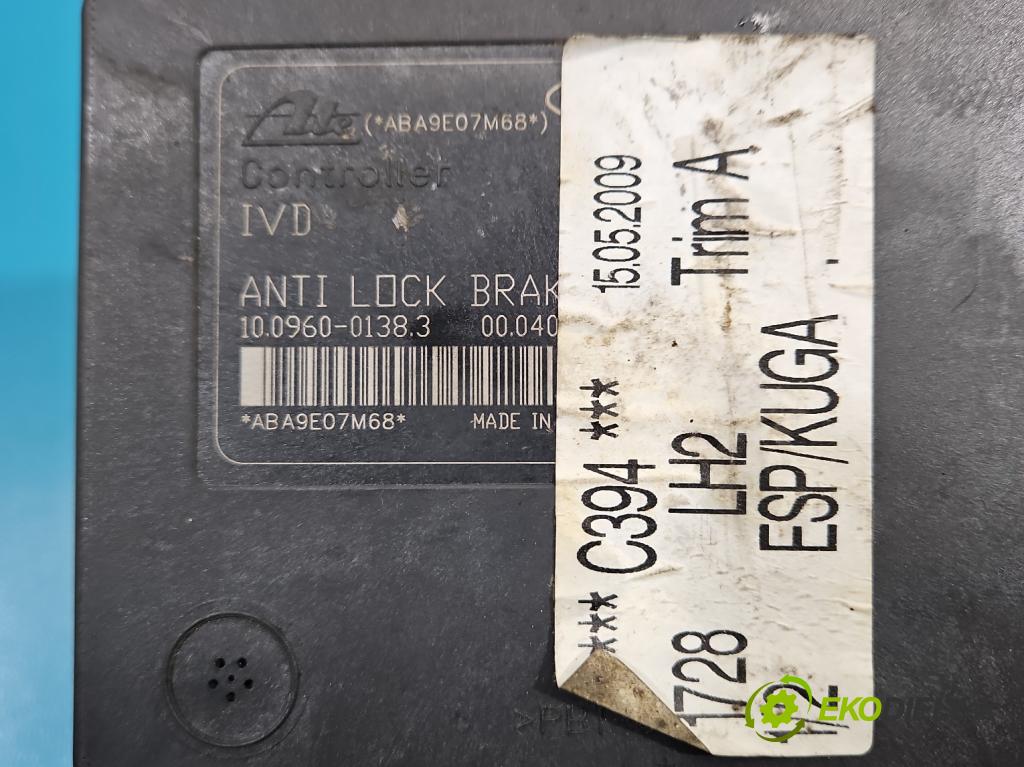 Ate (*ABA9E07M68*)
Controller
IVD
ANTI LOCK BRAK
10.0960-0138.3 00.040
*ABA9E07M68*
MADE IN
*** C394 *** 15.05.2009
1728 LH2 Trim A
ESP/KUGA
EKO